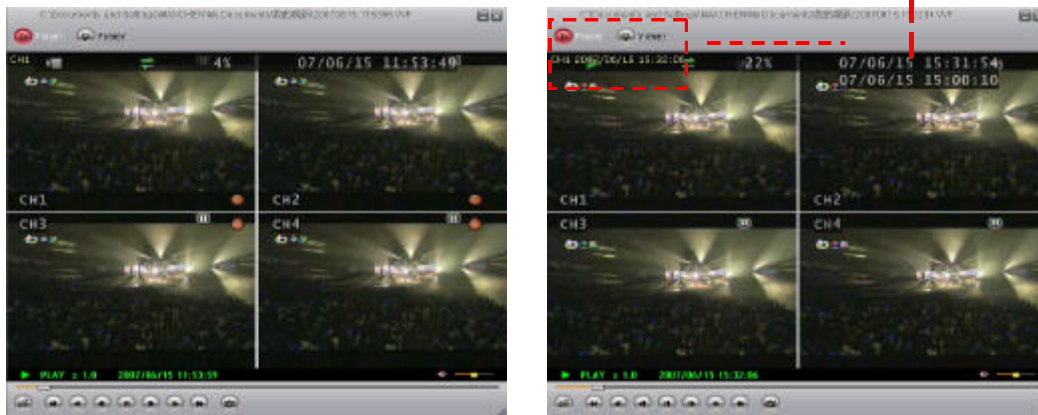 Viewer
CH1 4% 07/06/15 11:53:49
CH1 CH2
CH3 CH4
PLAY x 1.0 2007/06/15 11:53:59
Viewer
CH1 2007/06/15 15:32:06 22% 07/06/15 15:31:54
07/06/15 15:00:10
CH1 CH2
CH3 CH4
PLAY x 1.0 2007/06/15 15:32:06